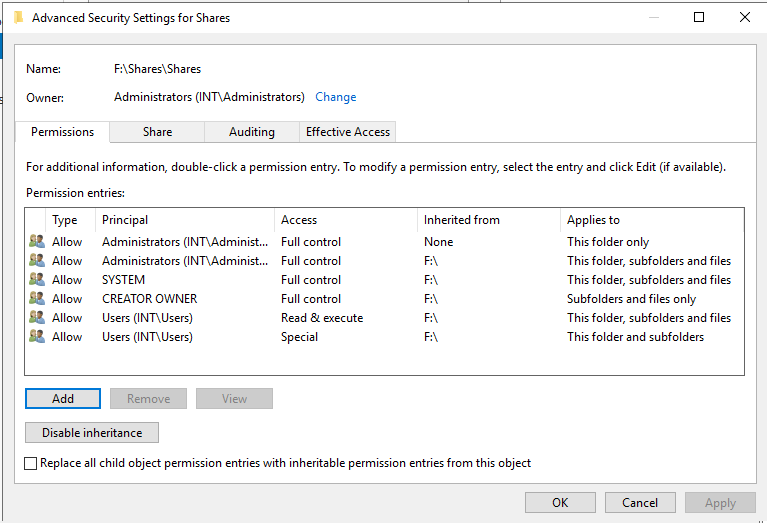 Advanced Security Settings for Shares
Name: F:\Shares\Shares
Owner: Administrators (INT\Administrators) Change
Permissions Share Auditing Effective Access
For additional information, double-click a permission entry. To modify a permission entry, select the entry and click Edit (if available).
Permission entries:
Type Principal Access Inherited from Applies to
Allow Administrators (INT\Administ... Full control None This folder only
Allow Administrators (INT\Administ... Full control F:\ This folder, subfolders and files
Allow SYSTEM Full control F:\ This folder, subfolders and files
Allow CREATOR OWNER Full control F:\ Subfolders and files only
Allow Users (INT\Users) Read & execute F:\ This folder, subfolders and files
Allow Users (INT\Users) Special F:\ This folder and subfolders
Add Remove View
Disable inheritance
Replace all child object permission entries with inheritable permission entries from this object
OK Cancel Apply